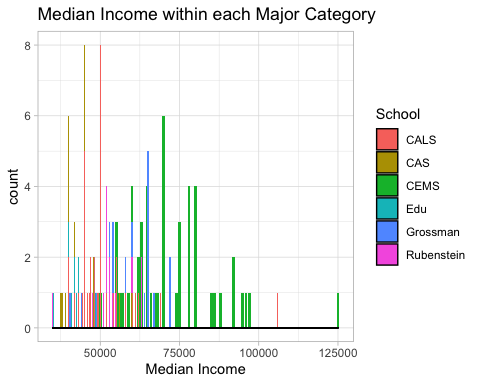 Median Income within each Major Category
8
6
4
2
0
count
50000 75000 100000 125000
Median Income
School
CALS
CAS
CEMS
Edu
Grossman
Rubenstein